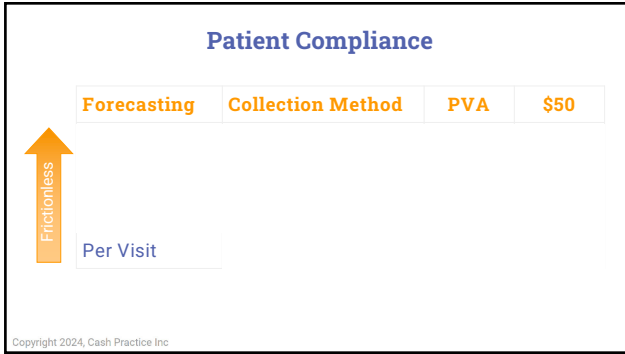 Patient Compliance
Forecasting Collection Method PVA $50
Frictionless
Per Visit
Copyright 2024, Cash Practice Inc